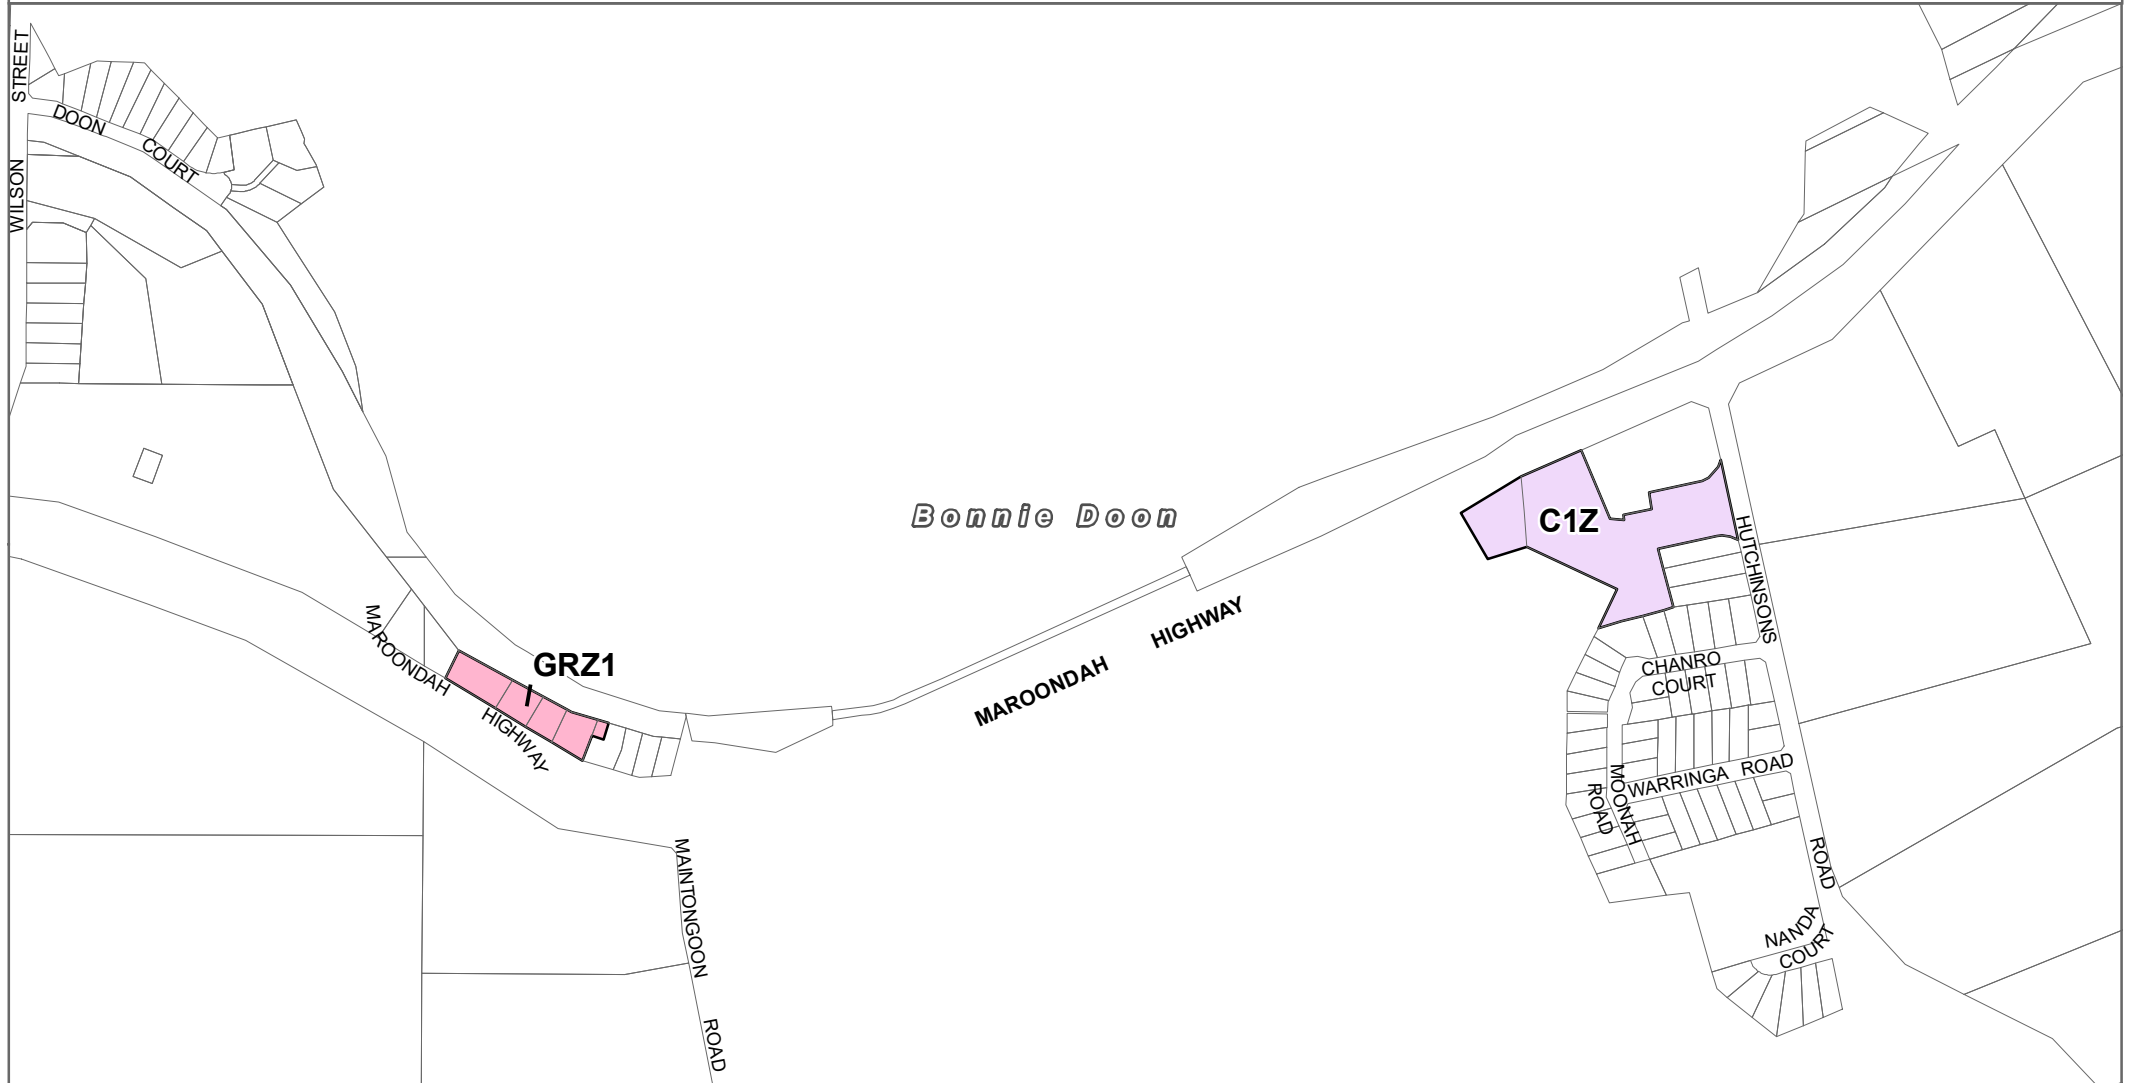 STREET
WILSON
DOON
COURT
Bonnie Doon
C1Z
HUTCHINSONS
ROAD
MAROONDAH
HIGHWAY
GRZ1
MAROONDAH
HIGHWAY
CHANRO
COURT
WARRINGA ROAD
MOONAH
ROAD
MAINTONGOON
ROAD
NANDA
COURT